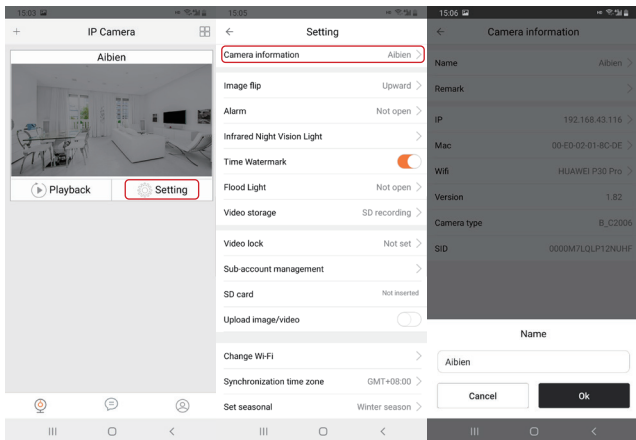 15:03
IP Camera
Aibien
Playback
Setting
15:05
Setting
Camera information Aibien
Image flip Upward
Alarm Not open
Infrared Night Vision Light
Time Watermark
Flood Light Not open
Video storage SD recording
Video lock Not set
Sub-account management
SD card Not inserted
Upload image/video
Change Wi-Fi
Synchronization time zone GMT+08:00
Set seasonal Winter season
15:06
Camera information
Name Aibien
Remark
IP 192.168.43.116
Mac 00-E0-02-01-8C-DE
Wifi HUAWEI P30 Pro
Version 1.82
Camera type B_C2006
SID 0000M7LQLP12NUHF
Name
Aibien
Cancel Ok